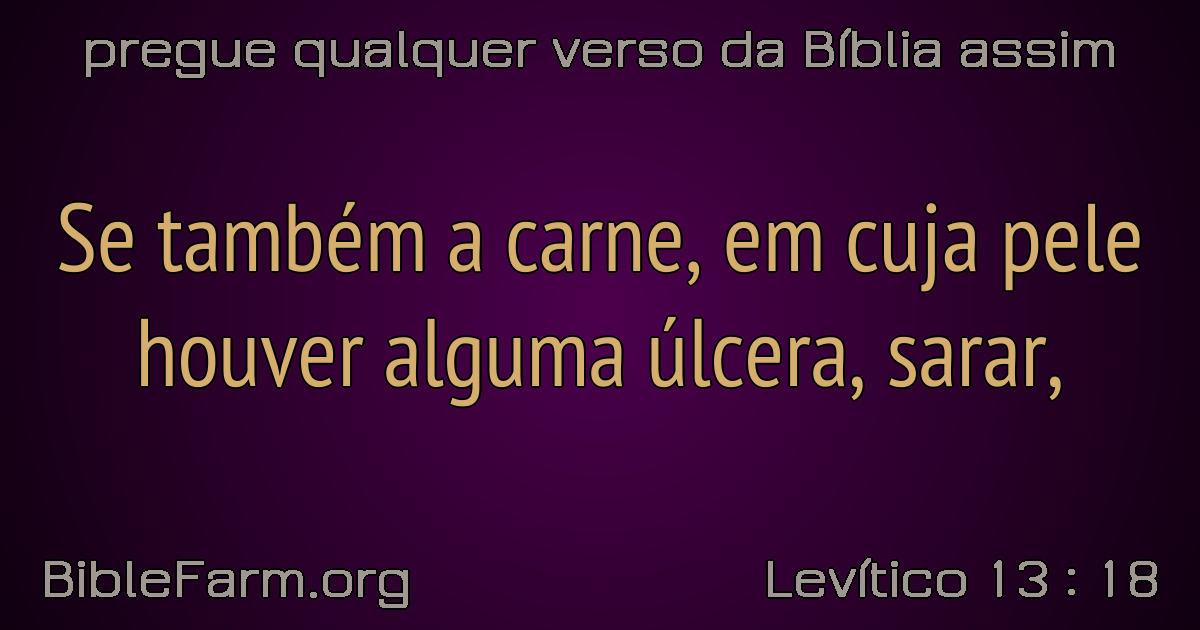 pregue qualquer verso da Bíblia assim
Se também a carne, em cuja pele
houver alguma úlcera, sarar,
BibleFarm.org
Levítico 13 : 18